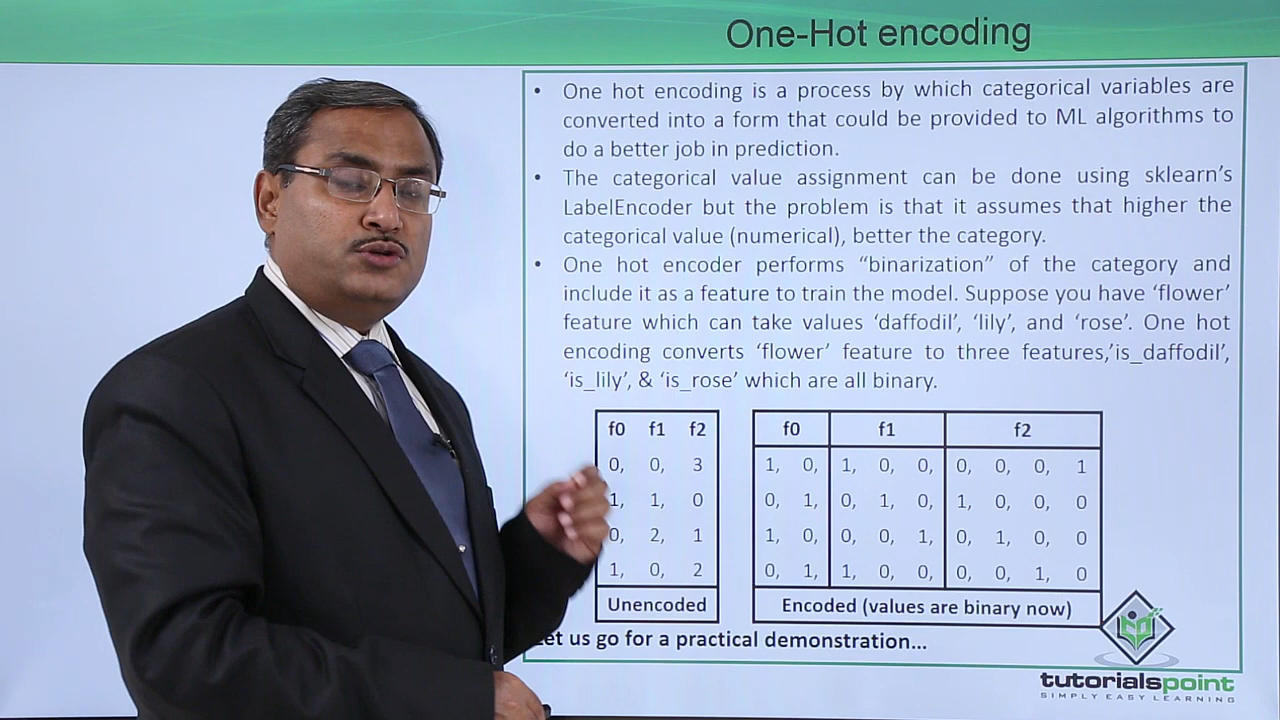 One-Hot encoding
• One hot encoding is a process by which categorical variables are
converted into a form that could be provided to ML algorithms to
do a better job in prediction.
• The categorical value assignment can be done using sklearn’s
LabelEncoder but the problem is that it assumes that higher the
categorical value (numerical), better the category.
• One hot encoder performs “binarization” of the category and
include it as a feature to train the model. Suppose you have ‘flower’
feature which can take values ‘daffodil’, ‘lily’, and ‘rose’. One hot
encoding converts ‘flower’ feature to three features,’is_daffodil’,
‘is_lily’, & ‘is_rose’ which are all binary.
f0 f1 f2
0, 0, 3
1, 1, 0
0, 2, 1
1, 0, 2
Unencoded
f0 f1 f2
1, 0, 1, 0, 0, 0, 0, 0, 1
0, 1, 0, 1, 0, 1, 0, 0, 0
1, 0, 0, 0, 1, 0, 1, 0, 0
0, 1, 1, 0, 0, 0, 0, 1, 0
Encoded (values are binary now)
Let us go for a practical demonstration...
tutorialspoint
SIMPLY EASY LEARNING